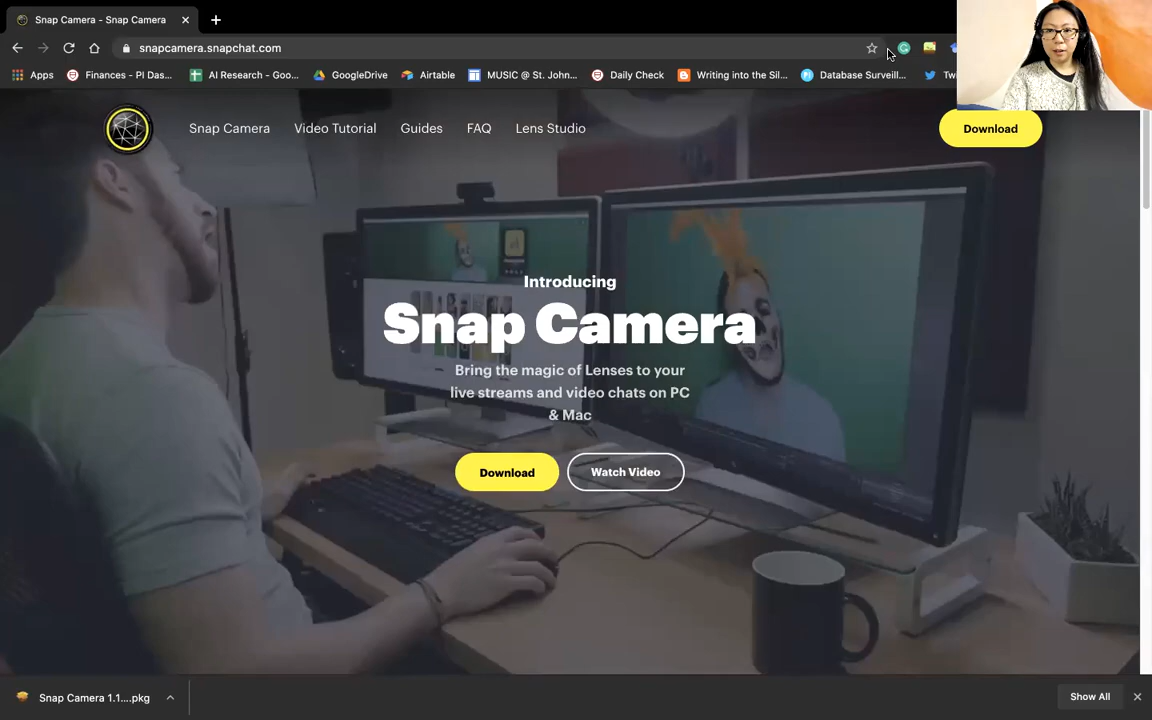 Snap Camera - Snap Camera
snapcamera.snapchat.com
Apps Finances - PI Das... AI Research - Goo... GoogleDrive Airtable MUSIC @ St. John... Daily Check Writing into the Sil... Database Surveill... Tw
Snap Camera Video Tutorial Guides FAQ Lens Studio Download
Introducing
Snap Camera
Bring the magic of Lenses to your
live streams and video chats on PC
& Mac
Download Watch Video
Snap Camera 1.1....pkg Show All